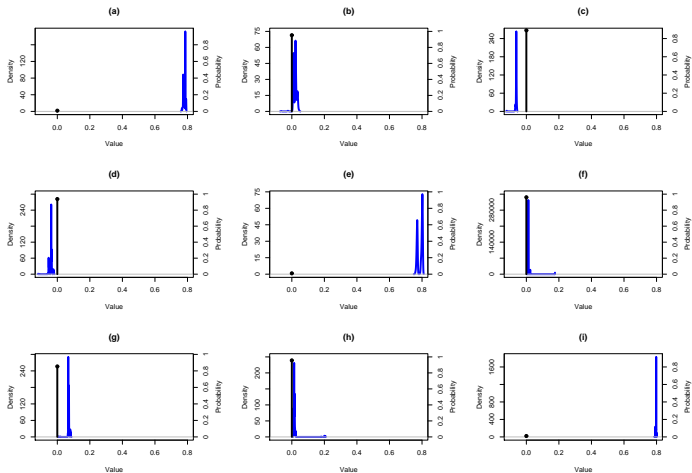 (a)
Density
0 40 80 120
0 0.2 0.4 0.6 0.8
Probability
0.0 0.2 0.4 0.6 0.8
Value
(b)
Density
0 15 30 45 60 75
0 0.2 0.4 0.6 0.8 1
Probability
0.0 0.2 0.4 0.6 0.8
Value
(c)
Density
0 60 120 180 240
0 0.2 0.4 0.6 0.8
Probability
0.0 0.2 0.4 0.6 0.8
Value
(d)
Density
0 60 120 240
0 0.2 0.4 0.6 0.8 1
Probability
0.0 0.2 0.4 0.6 0.8
Value
(e)
Density
0 15 30 45 60 75
0 0.2 0.4 0.6 0.8 1
Probability
0.0 0.2 0.4 0.6 0.8
Value
(f)
Density
0 140000 280000
0 0.2 0.4 0.6 0.8 1
Probability
0.0 0.2 0.4 0.6 0.8
Value
(g)
Density
0 60 120 240
0 0.2 0.4 0.6 0.8 1
Probability
0.0 0.2 0.4 0.6 0.8
Value
(h)
Density
0 50 100 200
0 0.2 0.4 0.6 0.8 1
Probability
0.0 0.2 0.4 0.6 0.8
Value
(i)
Density
0 400 800 1600
0 0.2 0.4 0.6 0.8 1
Probability
0.0 0.2 0.4 0.6 0.8
Value